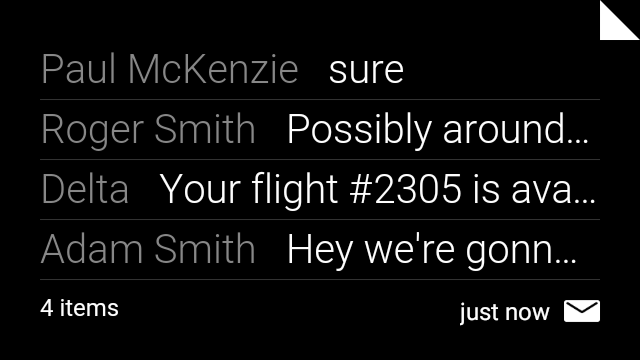 Paul McKenzie sure
Roger Smith Possibly around...
Delta Your flight #2305 is ava...
Adam Smith Hey we're gonn...
4 items just now